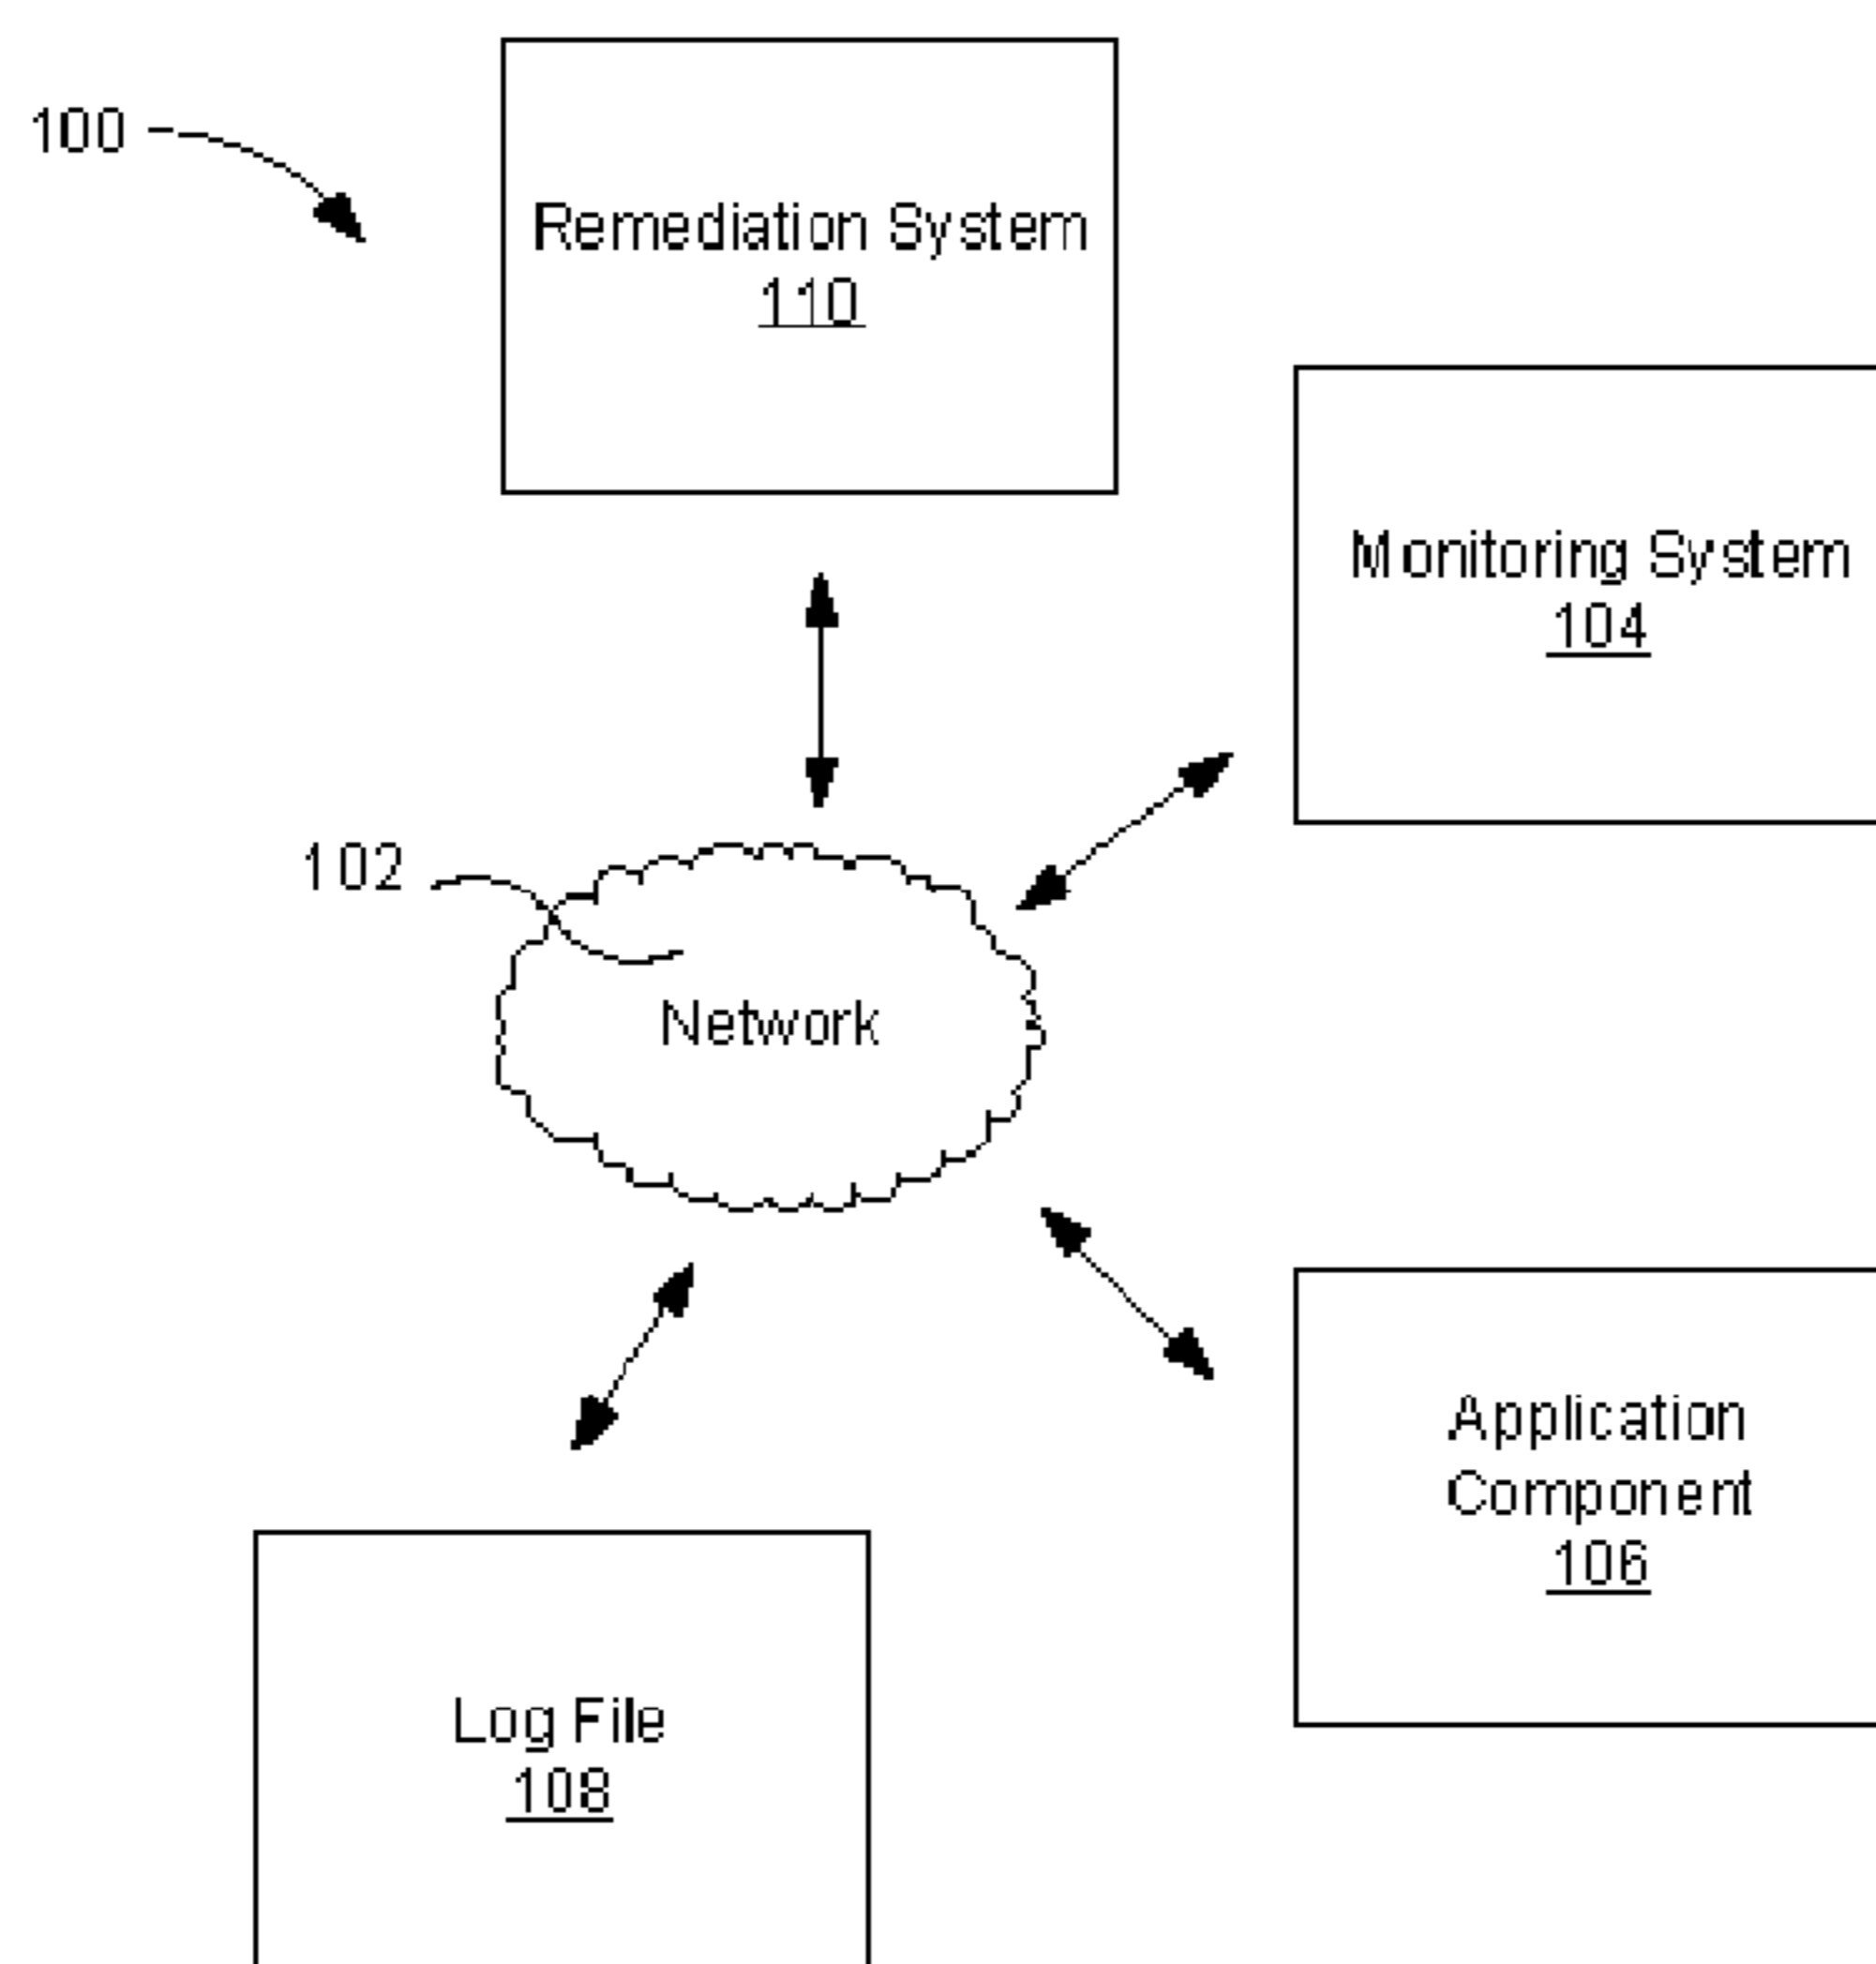 100
Remediation System
110
Monitoring System
104
102
Network
Application
Component
106
Log File
108